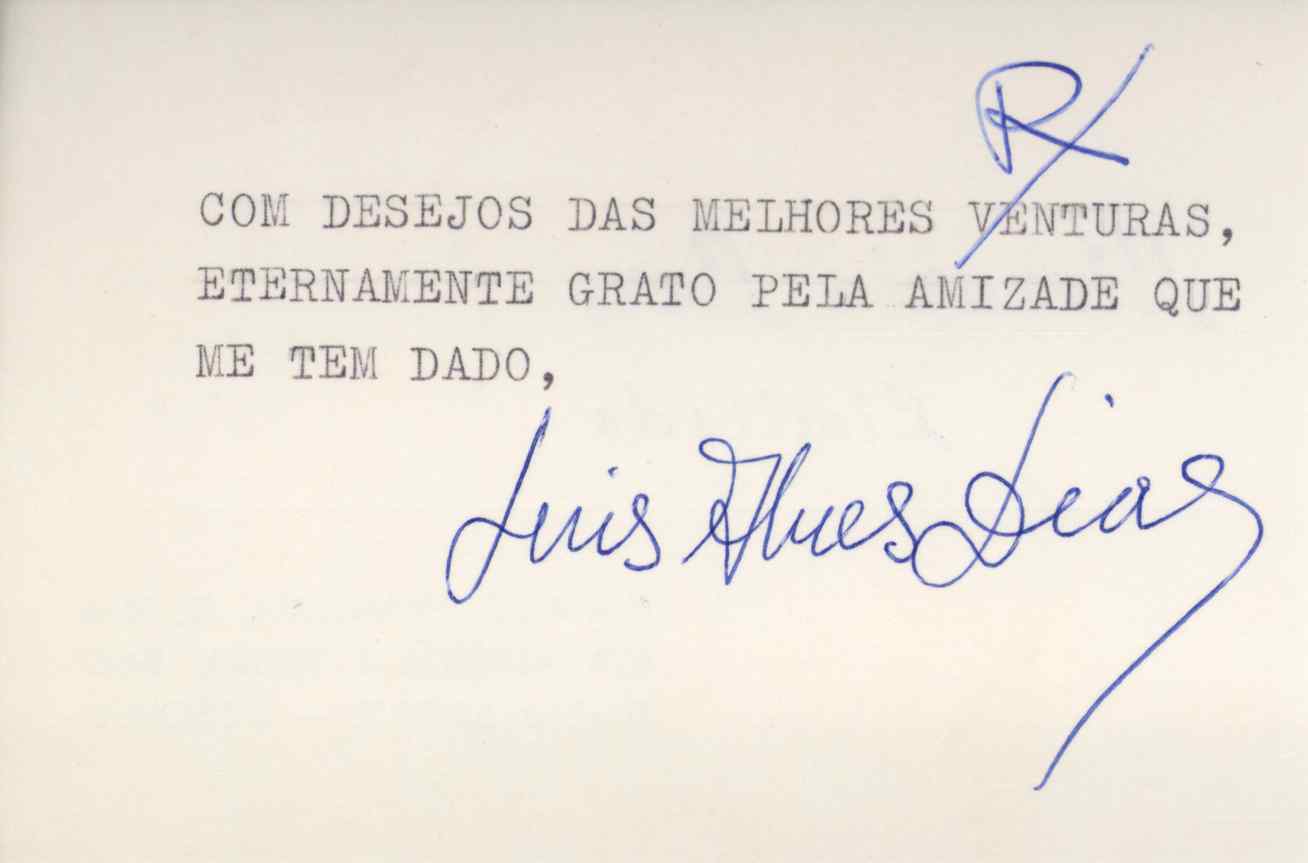 R
COM DESEJOS DAS MELHORES VENTURAS,
ETERNAMENTE GRATO PELA AMIZADE QUE
ME TEM DADO,
Luis Alves Dias